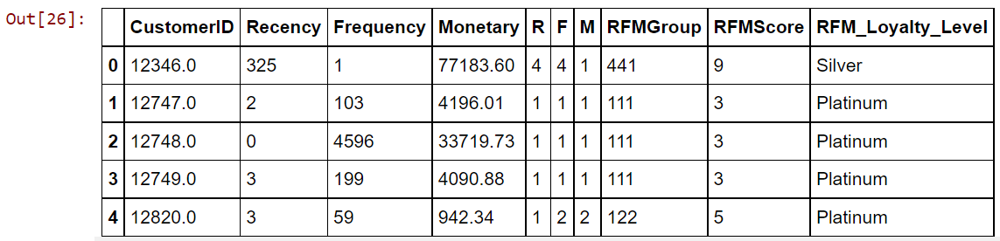 Out[26]:
CustomerID Recency Frequency Monetary R F M RFMGroup RFMScore RFM_Loyalty_Level
0 12346.0 325 1 77183.60 4 4 1 441 9 Silver
1 12747.0 2 103 4196.01 1 1 1 111 3 Platinum
2 12748.0 0 4596 33719.73 1 1 1 111 3 Platinum
3 12749.0 3 199 4090.88 1 1 1 111 3 Platinum
4 12820.0 3 59 942.34 1 2 2 122 5 Platinum